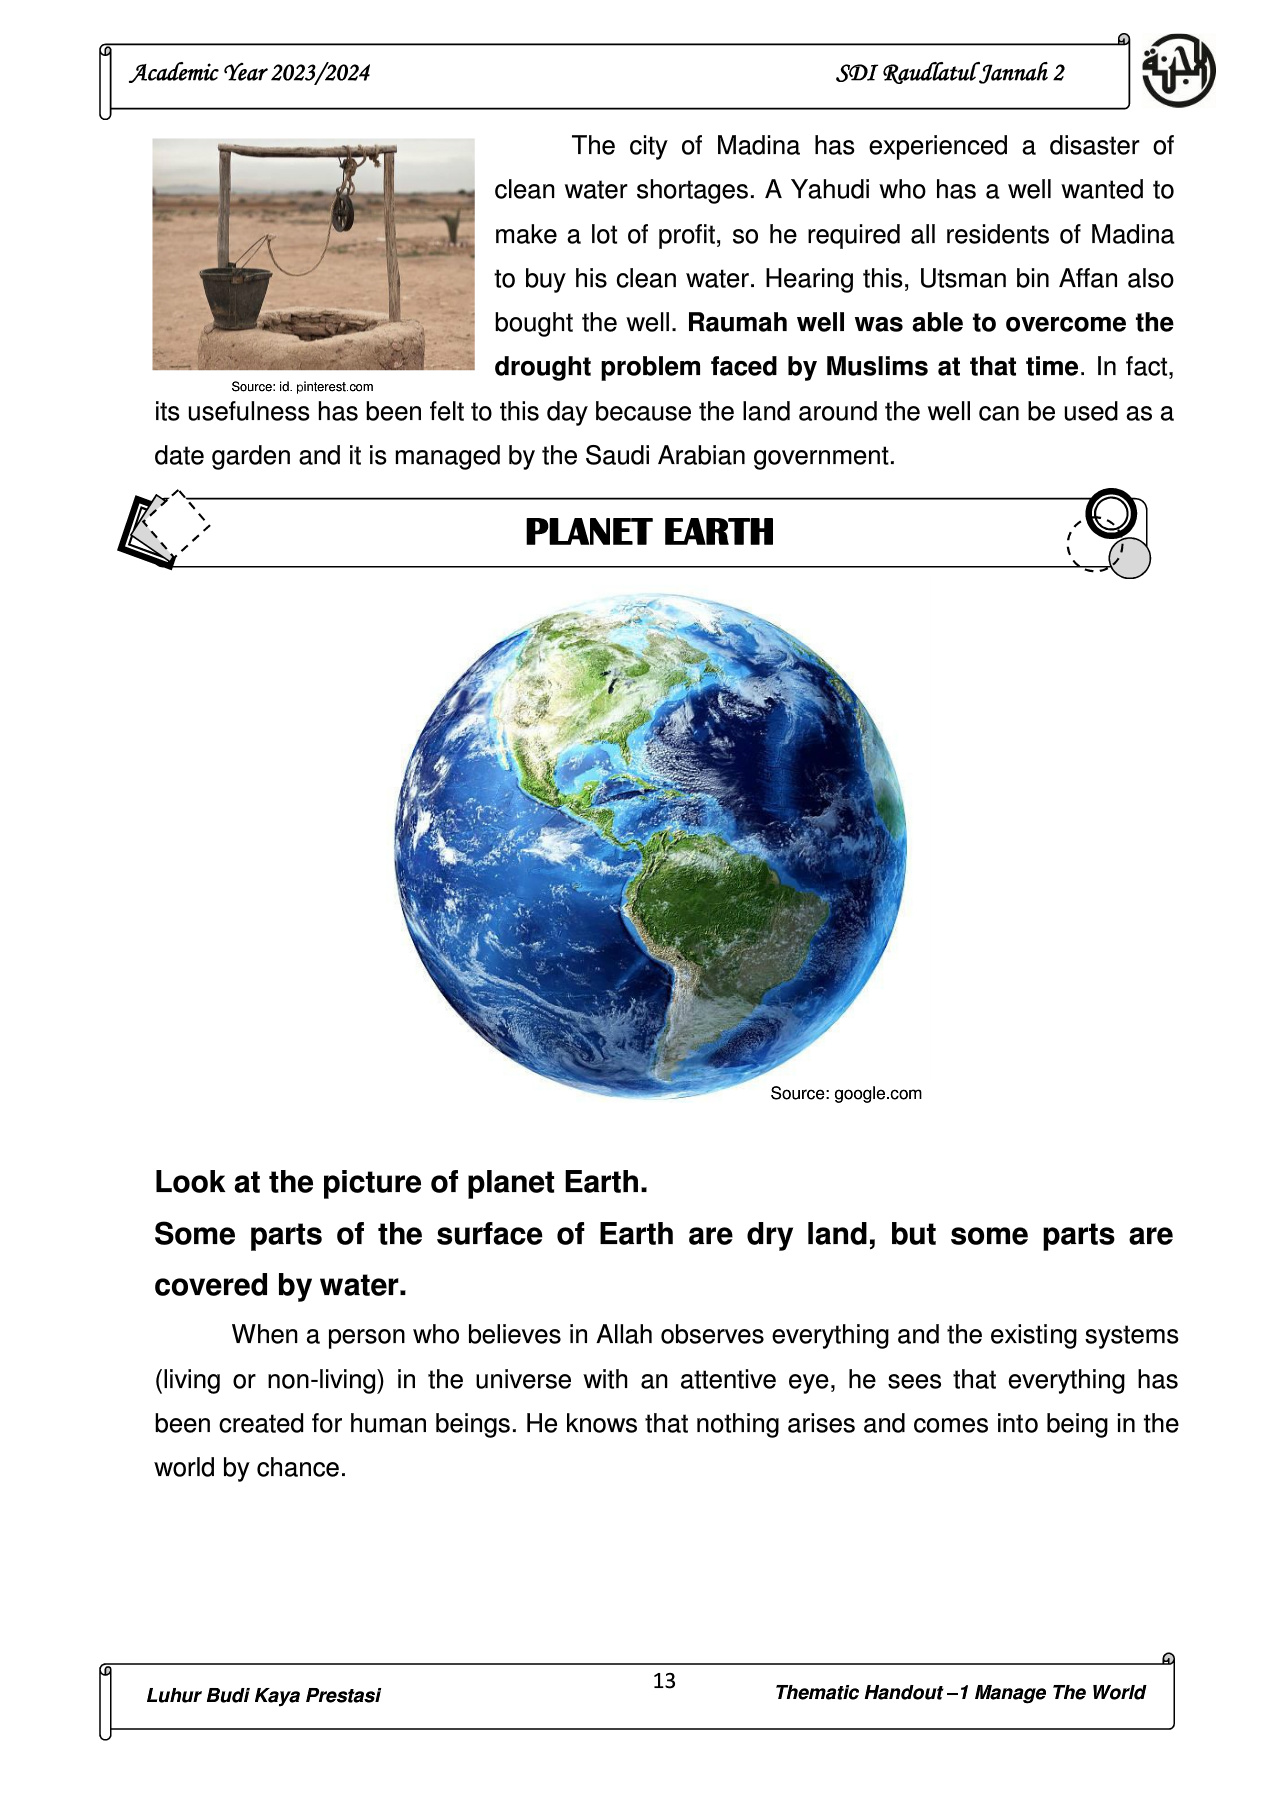 Academic Year 2023/2024
SDI Raudlatul Jannah 2
The city of Madina has experienced a disaster of
clean water shortages. A Yahudi who has a well wanted to
make a lot of profit, so he required all residents of Madina
to buy his clean water. Hearing this, Utsman bin Affan also
bought the well. Raumah well was able to overcome the
drought problem faced by Muslims at that time. In fact,
Source: id. pinterest.com
its usefulness has been felt to this day because the land around the well can be used as a
date garden and it is managed by the Saudi Arabian government.
PLANET EARTH
Source: google.com
Look at the picture of planet Earth.
Some parts of the surface of Earth are dry land, but some parts are
covered by water.
When a person who believes in Allah observes everything and the existing systems
(living or non-living) in the universe with an attentive eye, he sees that everything has
been created for human beings. He knows that nothing arises and comes into being in the
world by chance.
13
Luhur Budi Kaya Prestasi
Thematic Handout –1 Manage The World